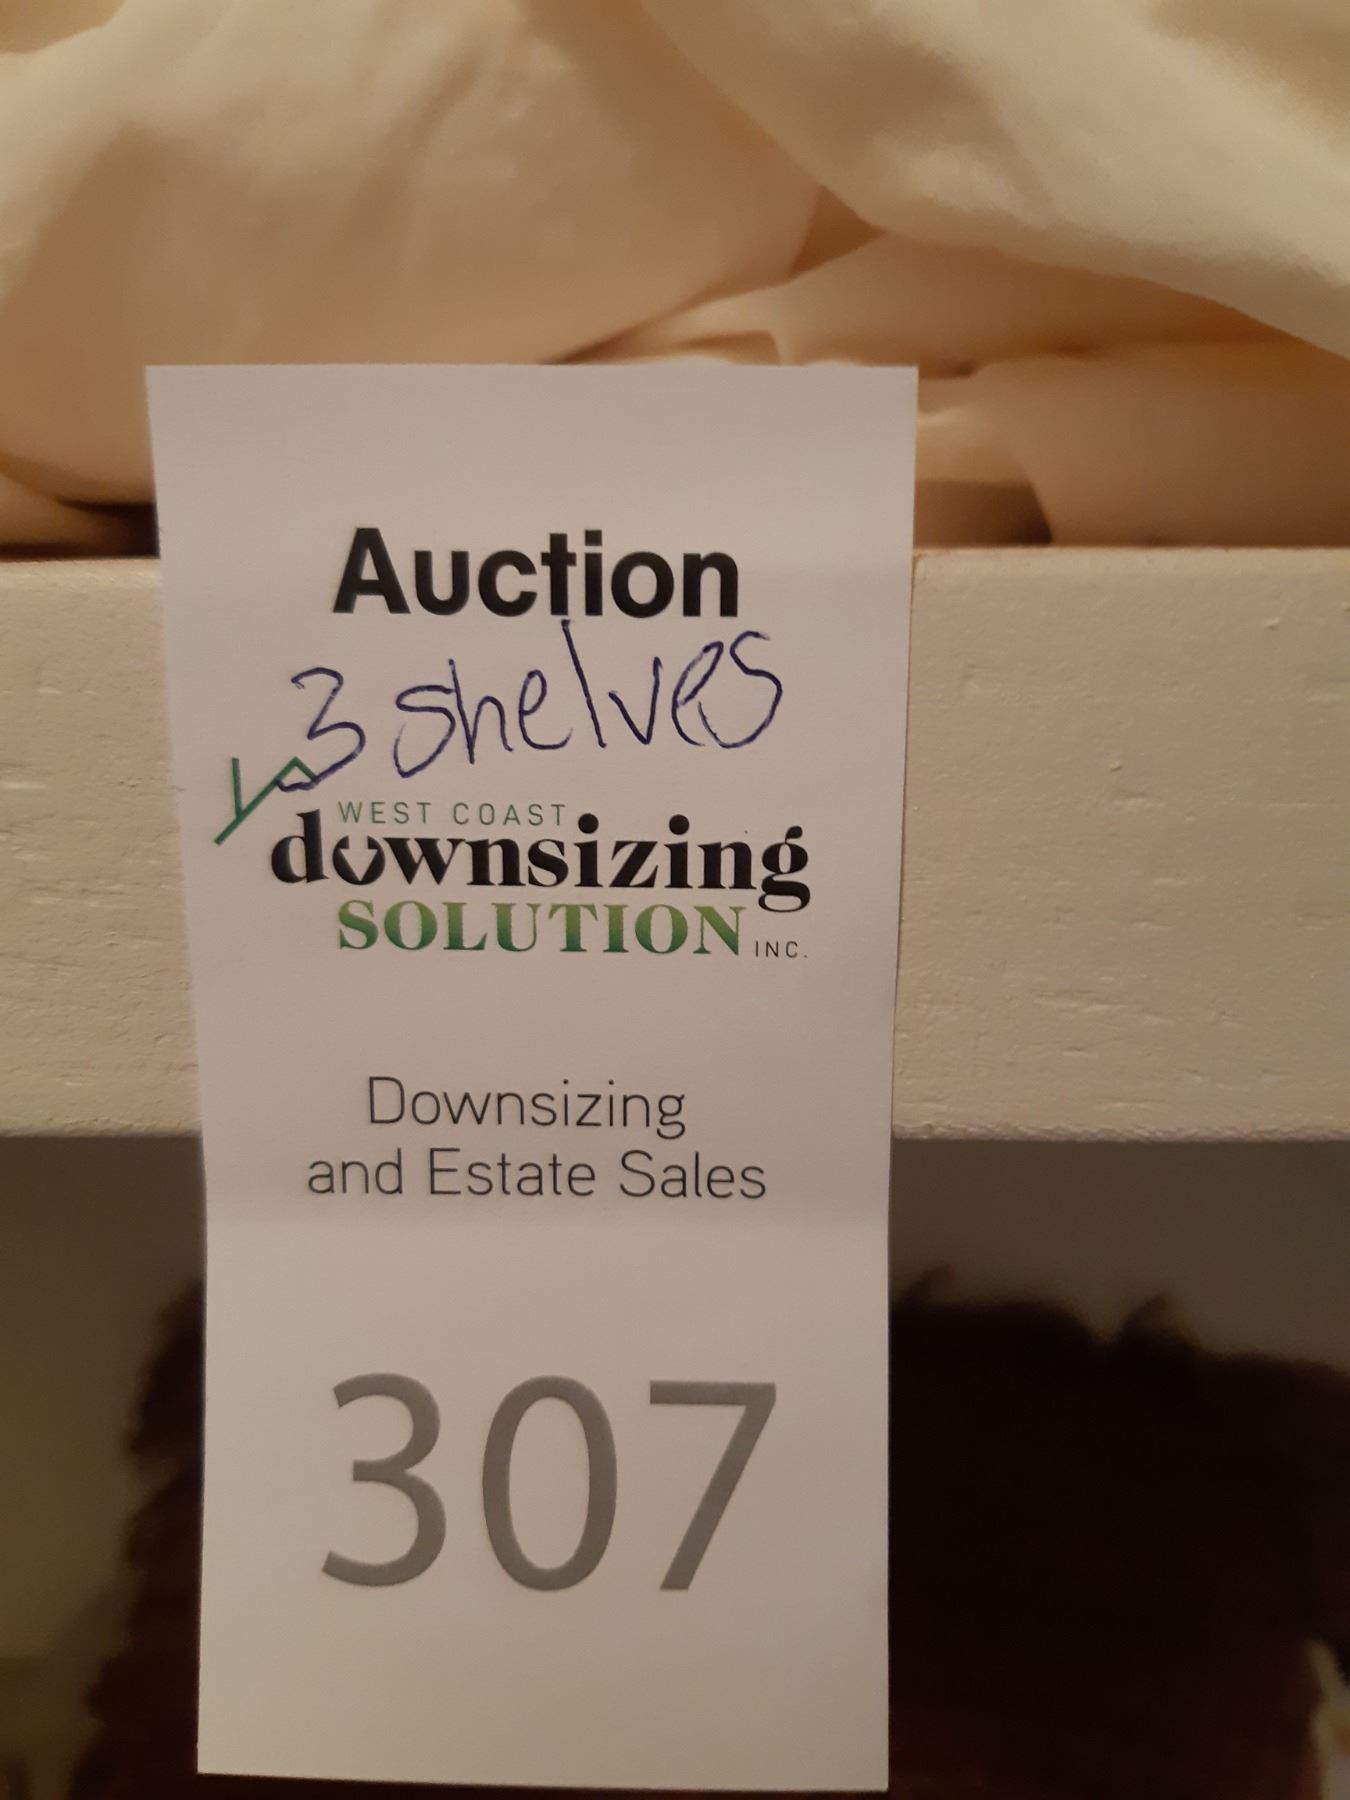 Auction
3 shelves
WEST COAST
downsizing
SOLUTION INC.
Downsizing
and Estate Sales
307